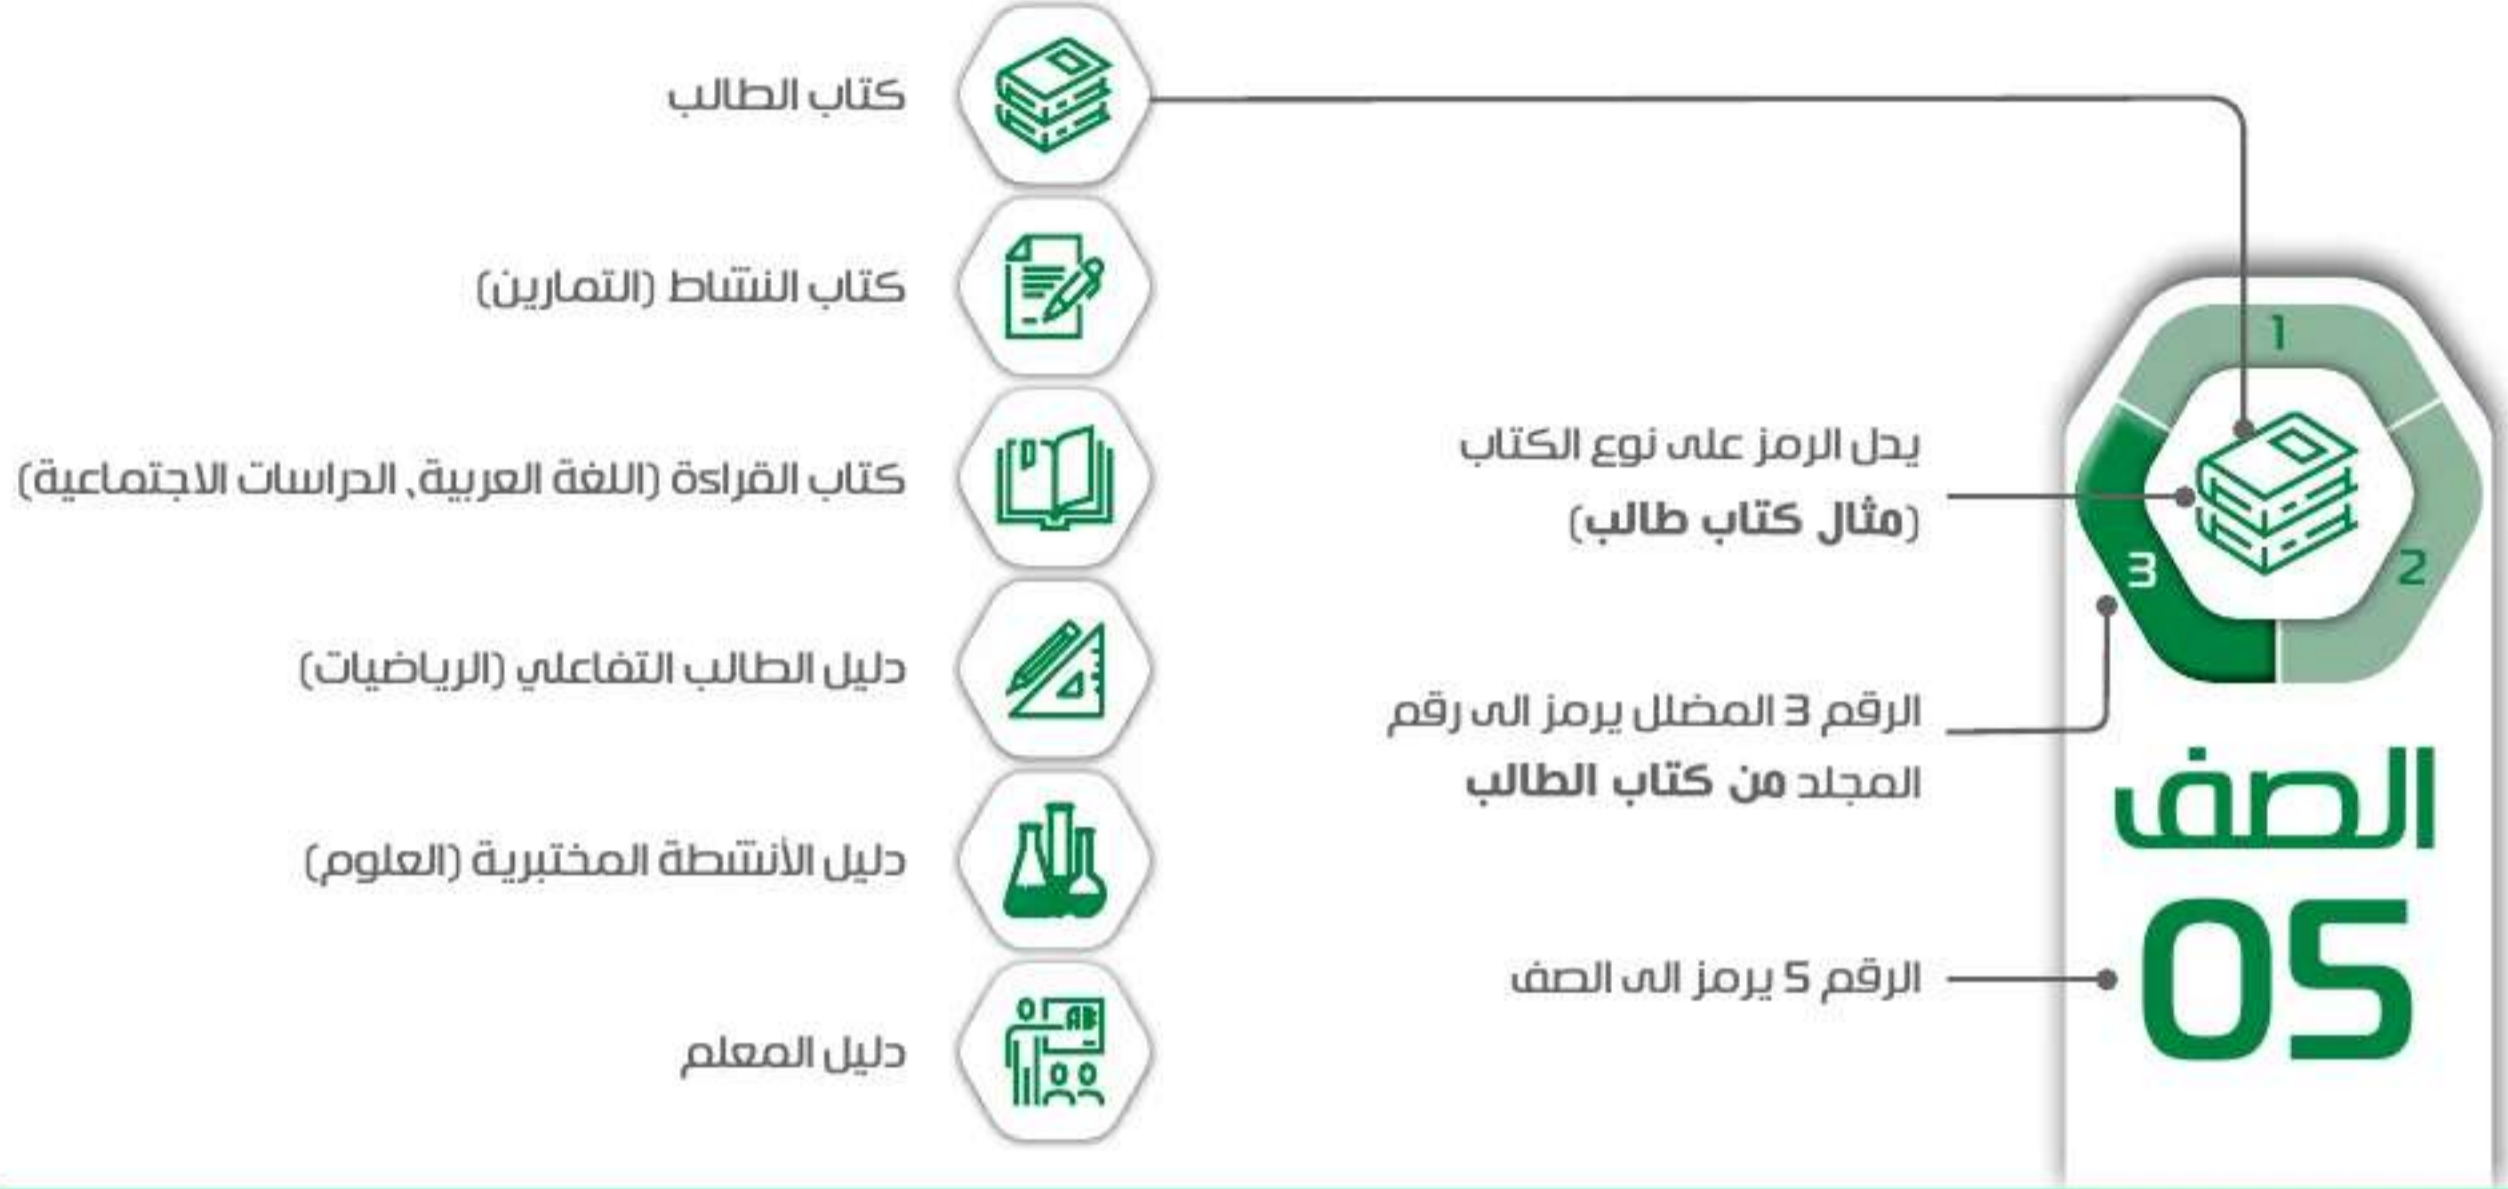 1
2
3
الصف
05
يدل الرمز على نوع الكتاب
(مثال كتاب طالب)
الرقم 3 المضلل يرمز الى رقم
المجلد من كتاب الطالب
الرقم 5 يرمز الى الصف
كتاب الطالب
كتاب النشاط (التمارين)
كتاب القراءة (اللغة العربية، الدراسات الاجتماعية)
دليل الطالب التفاعلي (الرياضيات)
دليل الأنشطة المختبرية (العلوم)
AB
دليل المعلم